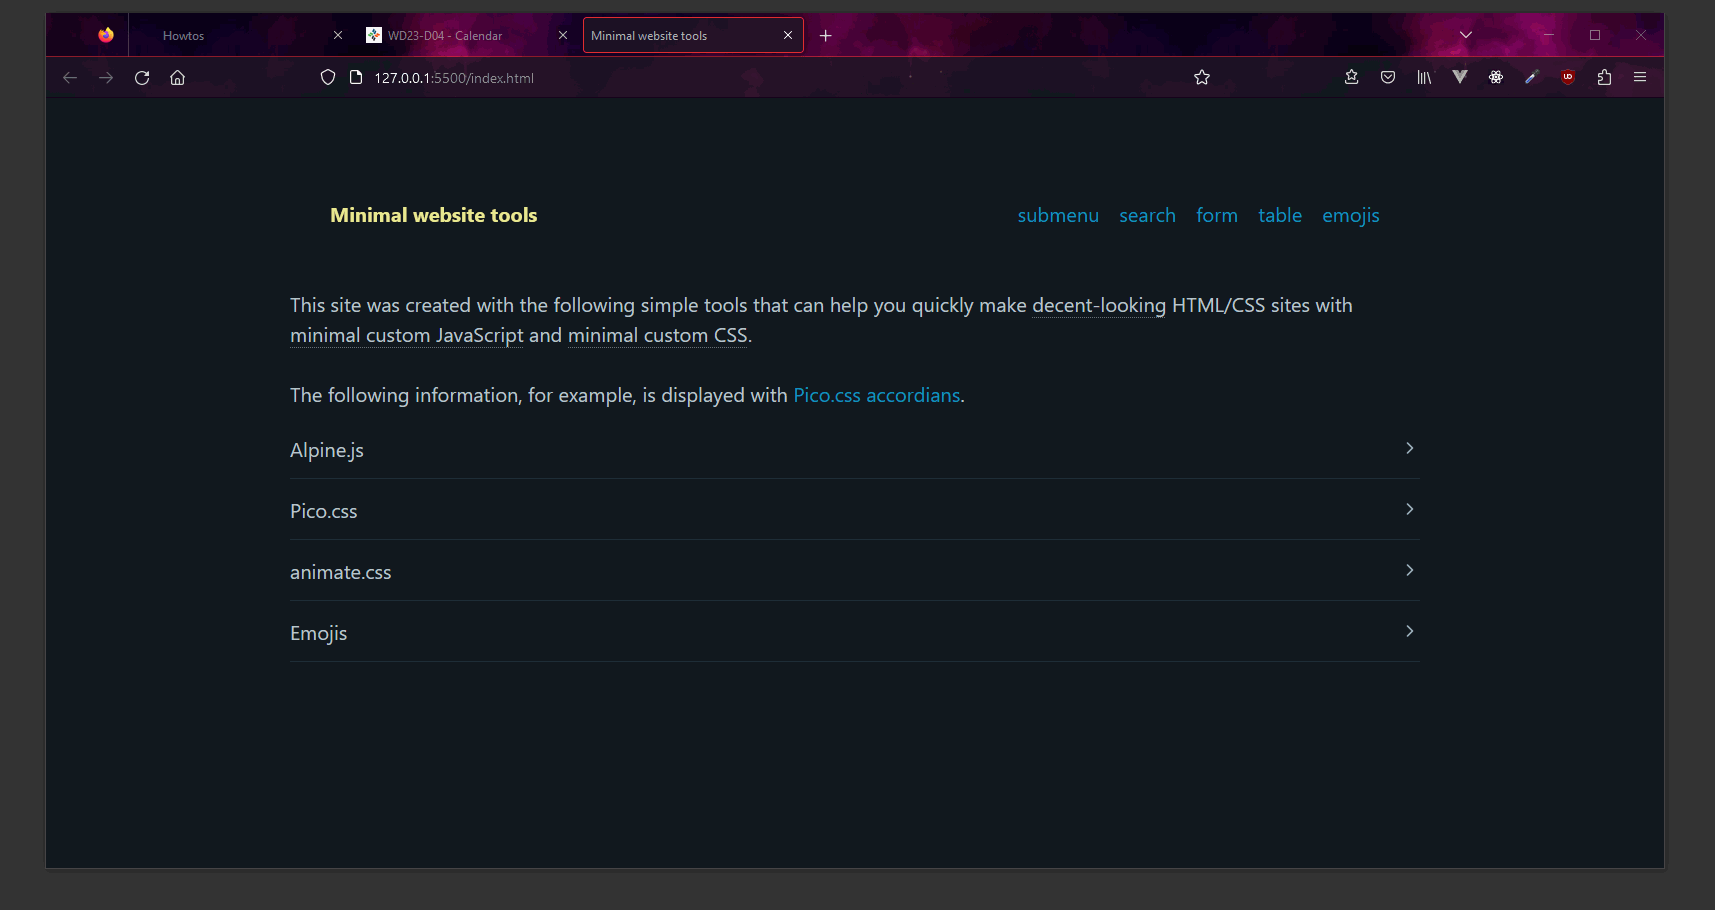 Howtos
WD23-D04 - Calendar
Minimal website tools
127.0.0.1:5500/index.html
UD
Minimal website tools
submenu search form table emojis
This site was created with the following simple tools that can help you quickly make decent-looking HTML/CSS sites with
minimal custom JavaScript and minimal custom CSS.
The following information, for example, is displayed with Pico.css accordians.
Alpine.js
Pico.css
animate.css
Emojis